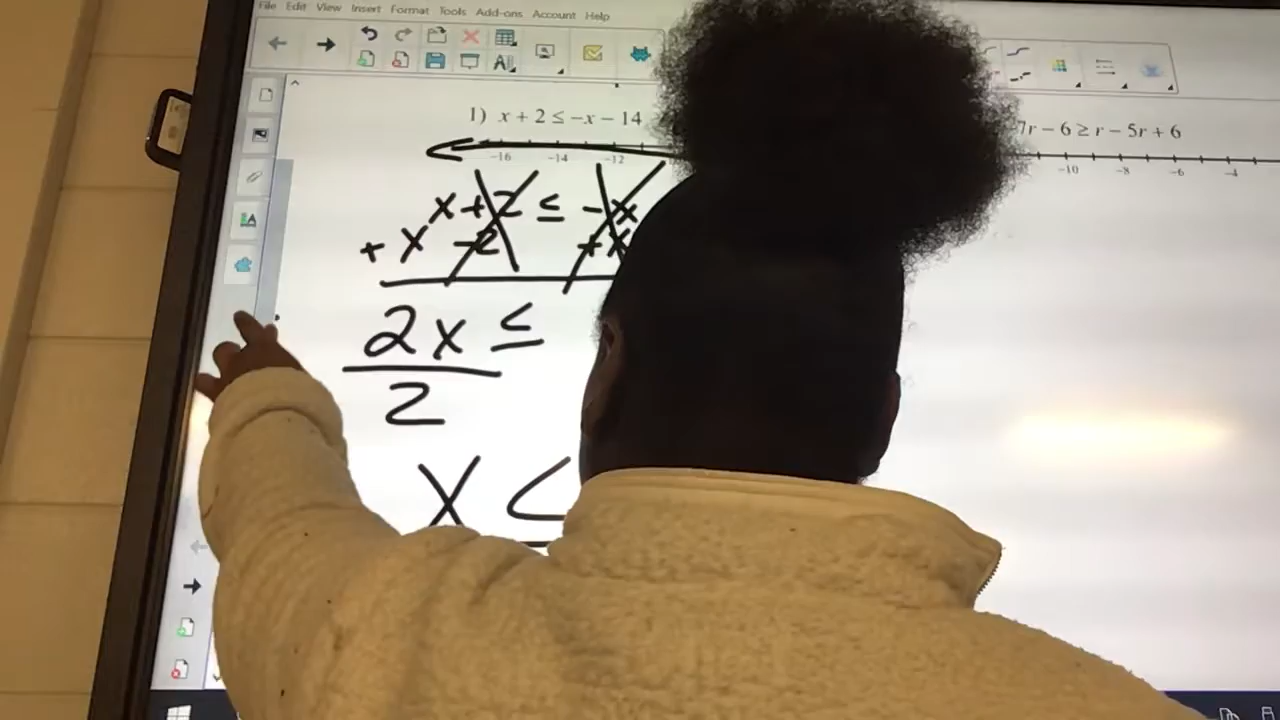 File Edit View Insert Format Tools Add-ons Account Help
1) x + 2 ≤ −x − 14
7r − 6 ≥ r − 5r + 6
-16 -14 -12
-10 -8 -6 -4
x + 2 ≤ − x
+ x − 2 + x
2x ≤
2
x <